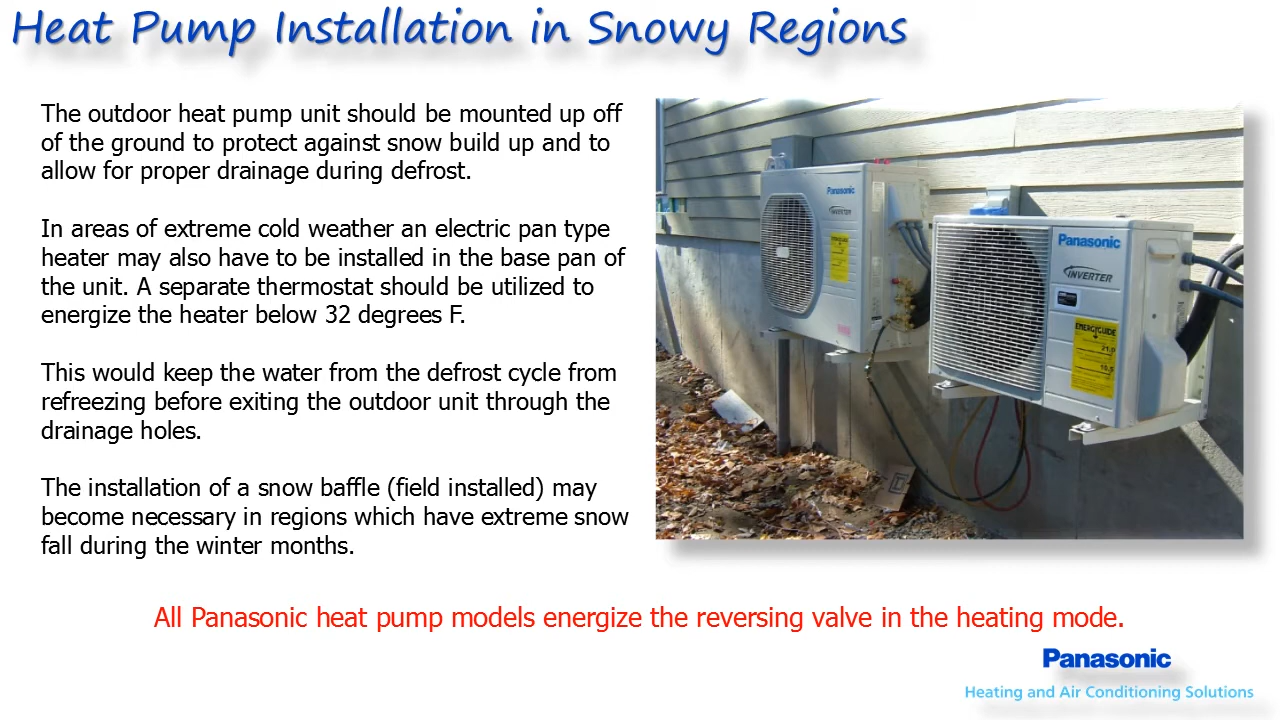 Heat Pump Installation in Snowy Regions
The outdoor heat pump unit should be mounted up off
of the ground to protect against snow build up and to
allow for proper drainage during defrost.
In areas of extreme cold weather an electric pan type
heater may also have to be installed in the base pan of
the unit. A separate thermostat should be utilized to
energize the heater below 32 degrees F.
This would keep the water from the defrost cycle from
refreezing before exiting the outdoor unit through the
drainage holes.
The installation of a snow baffle (field installed) may
become necessary in regions which have extreme snow
fall during the winter months.
Panasonic
INVERTER
ENERGYGUIDE
Panasonic
INVERTER
ENERGYGUIDE
All Panasonic heat pump models energize the reversing valve in the heating mode.
Panasonic
Heating and Air Conditioning Solutions